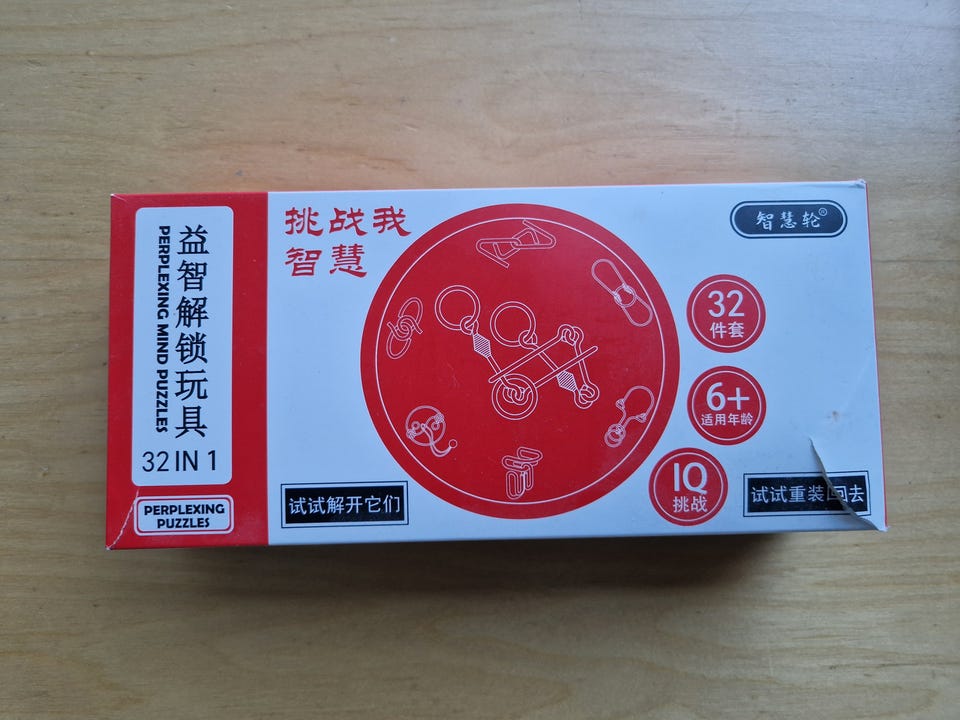 益智解锁玩具
PERPLEXING MIND PUZZLES
32 IN 1
PERPLEXING
PUZZLES
挑战我
智慧
试试解开它们
智慧轮®
32
件套
6+
适用年龄
IQ
挑战
试试重装回去